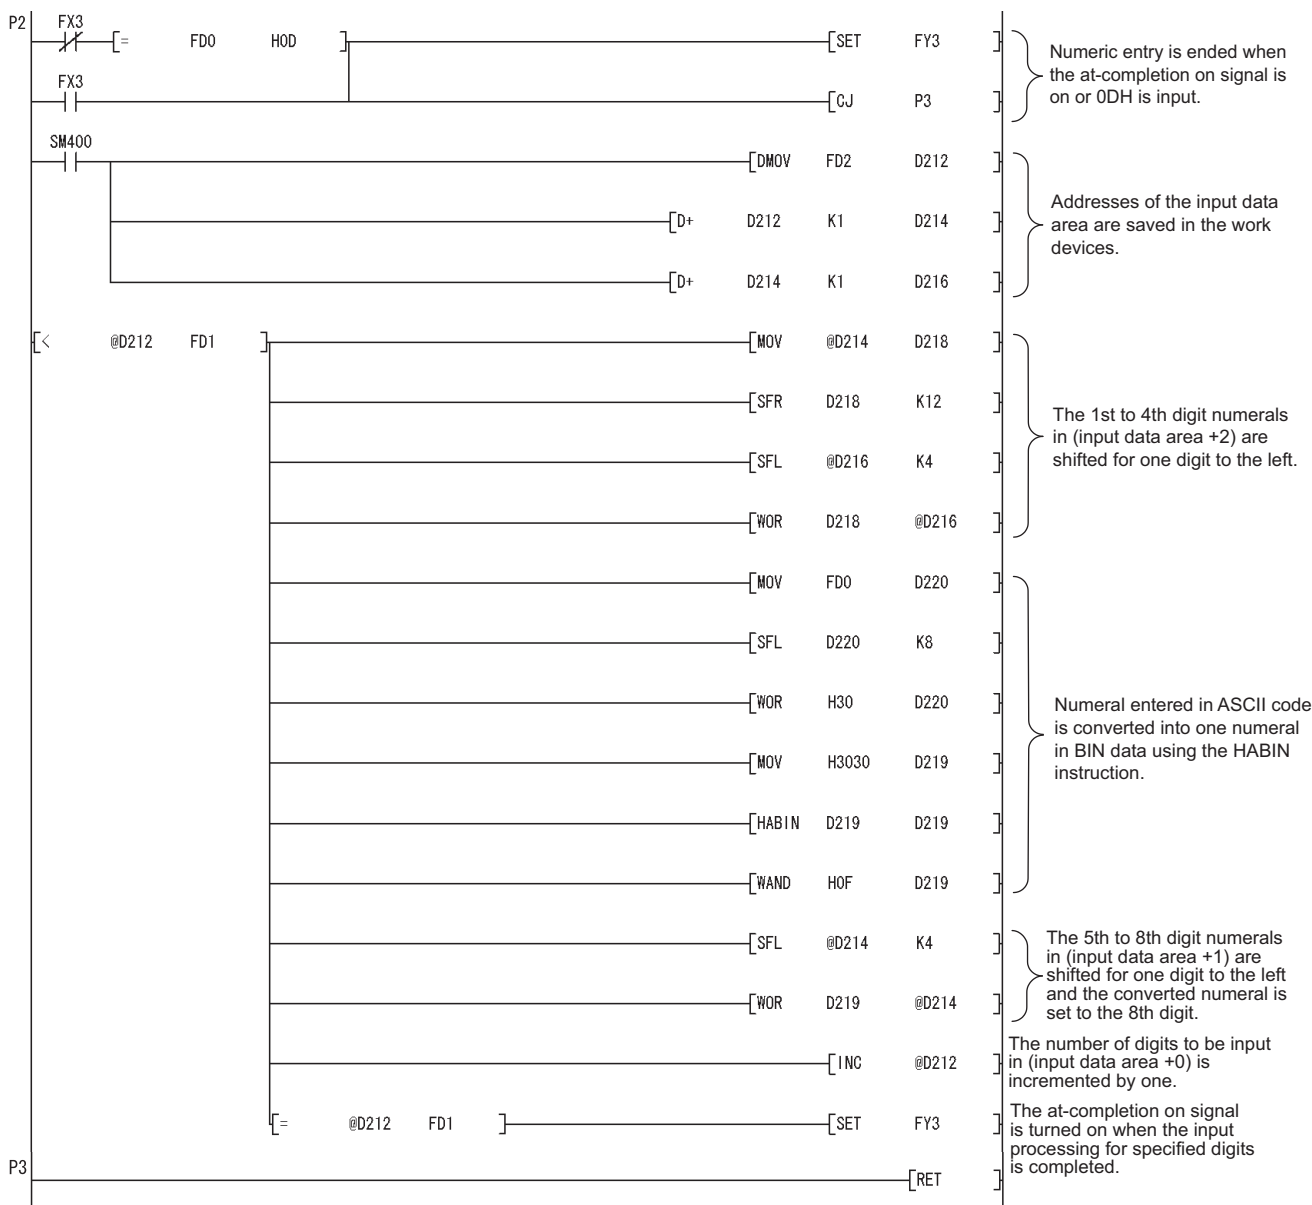 P2
FX3
= FD0 H0D
SET FY3
Numeric entry is ended when
the at-completion on signal is
on or 0DH is input.
FX3
CJ P3
SM400
DMOV FD2 D212
Addresses of the input data
area are saved in the work
devices.
D+ D212 K1 D214
D+ D214 K1 D216
< @D212 FD1
MOV @D214 D218
SFR D218 K12
The 1st to 4th digit numerals
in (input data area +2) are
shifted for one digit to the left.
SFL @D216 K4
WOR D218 @D216
MOV FD0 D220
SFL D220 K8
WOR H30 D220
Numeral entered in ASCII code
is converted into one numeral
in BIN data using the HABIN
instruction.
MOV H3030 D219
HABIN D219 D219
WAND H0F D219
SFL @D214 K4
The 5th to 8th digit numerals
in (input data area +1) are
shifted for one digit to the left
and the converted numeral is
set to the 8th digit.
WOR D219 @D214
INC @D212
The number of digits to be input
in (input data area +0) is
incremented by one.
= @D212 FD1
SET FY3
The at-completion on signal
is turned on when the input
processing for specified digits
is completed.
P3
RET